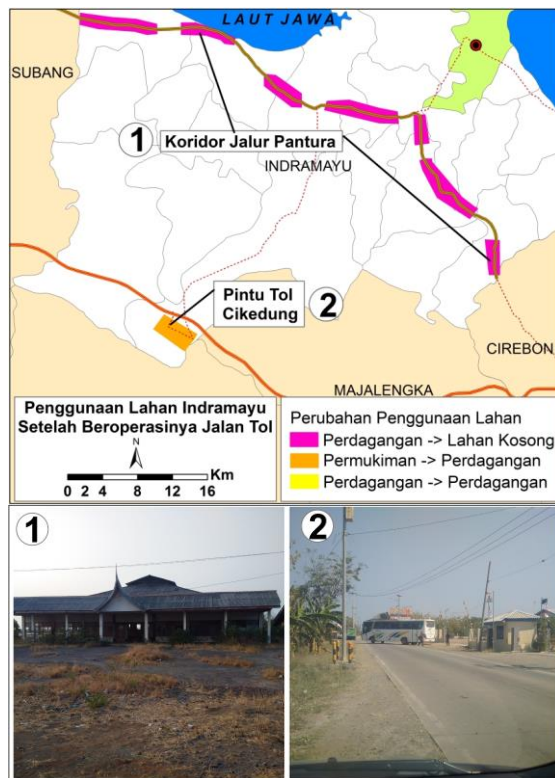 LAUT JAWA
SUBANG
1
Koridor Jalur Pantura
INDRAMAYU
Pintu Tol
Cikedung
2
CIREBON
MAJALENGKA
Penggunaan Lahan Indramayu
Setelah Beroperasinya Jalan Tol
N
Km
0 2 4 8 12 16
Perubahan Penggunaan Lahan
Perdagangan -> Lahan Kosong
Permukiman -> Perdagangan
Perdagangan -> Perdagangan
1
2